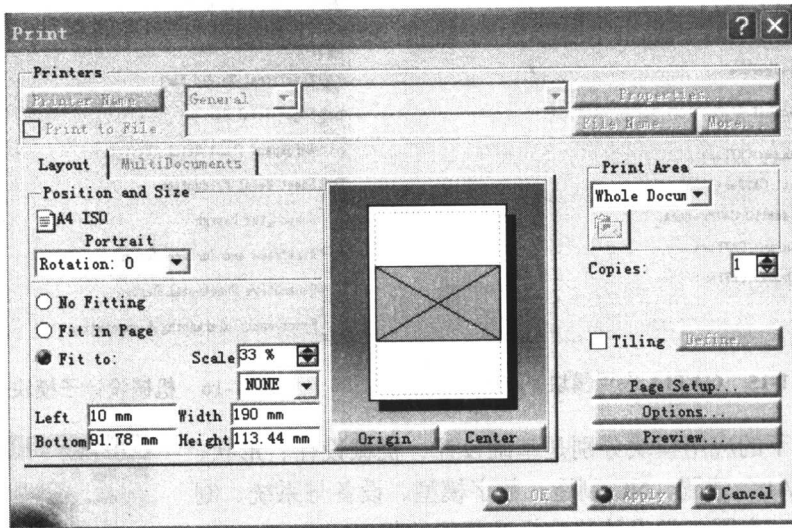 Print
Printers
Printer Name...
General
Properties...
Print to File
File Name...
More...
Layout
MultiDocuments
Print Area
Position and Size
Whole Docum
A4 ISO
Portrait
Rotation: 0
Copies: 1
No Fitting
Fit in Page
Fit to: Scale 33 %
NONE
Tiling
Define...
Left 10 mm Width 190 mm
Bottom 91.78 mm Height 113.44 mm
Origin
Center
Page Setup...
Options...
Preview...
OK
Apply
Cancel